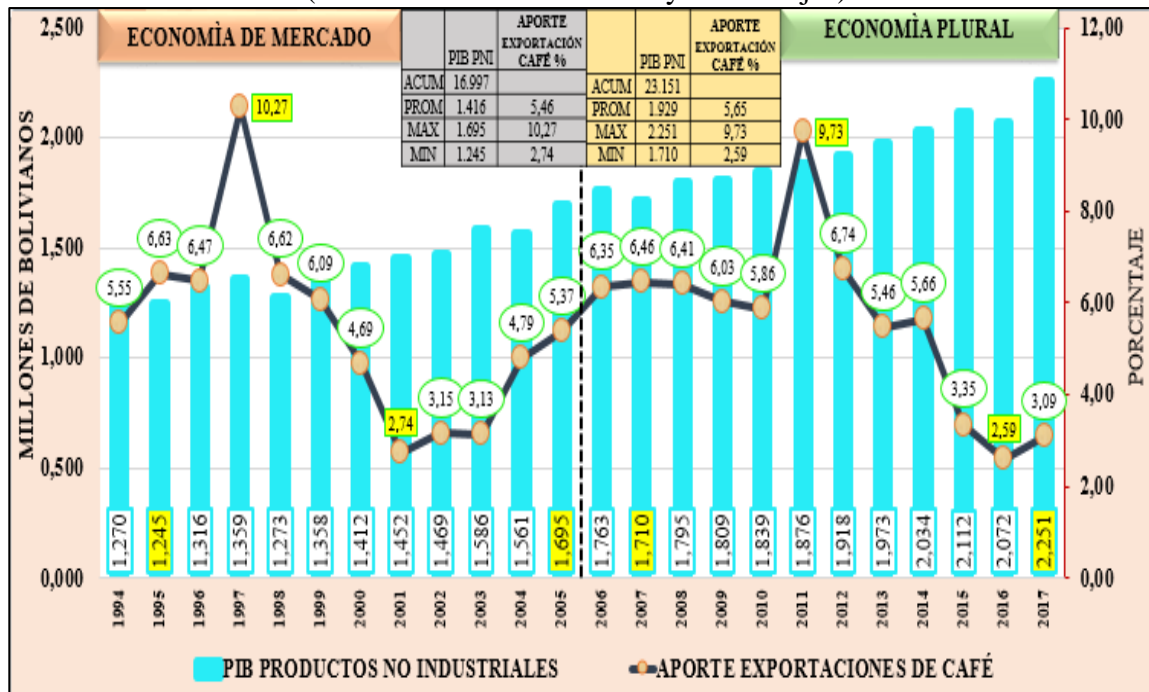 2,500
ECONOMÌA DE MERCADO
PIB PNI APORTE EXPORTACIÓN CAFÉ %
ACUM 16.997
PROM 1.416 5,46
MAX 1.695 10,27
MIN 1.245 2,74
PIB PNI APORTE EXPORTACIÓN CAFÉ %
ACUM 23.151
PROM 1.929 5,65
MAX 2.251 9,73
MIN 1.710 2,59
ECONOMÍA PLURAL
12,00
MILLONES DE BOLIVIANOS
2,000
1,500
1,000
0,500
0,000
10,00
8,00
6,00
4,00
2,00
0,00
PORCENTAJE
5,55 6,63 6,47 10,27 6,62 6,09 4,69 2,74 3,15 3,13 4,79 5,37 6,35 6,46 6,41 6,03 5,86 9,73 6,74 5,46 5,66 3,35 2,59 3,09
1,270 1,245 1,316 1,359 1,273 1,358 1,412 1,452 1,469 1,586 1,561 1,695 1,763 1,710 1,795 1,809 1,839 1,876 1,918 1,973 2,034 2,112 2,072 2,251
1994 1995 1996 1997 1998 1999 2000 2001 2002 2003 2004 2005 2006 2007 2008 2009 2010 2011 2012 2013 2014 2015 2016 2017
PIB PRODUCTOS NO INDUSTRIALES APORTE EXPORTACIONES DE CAFÉ